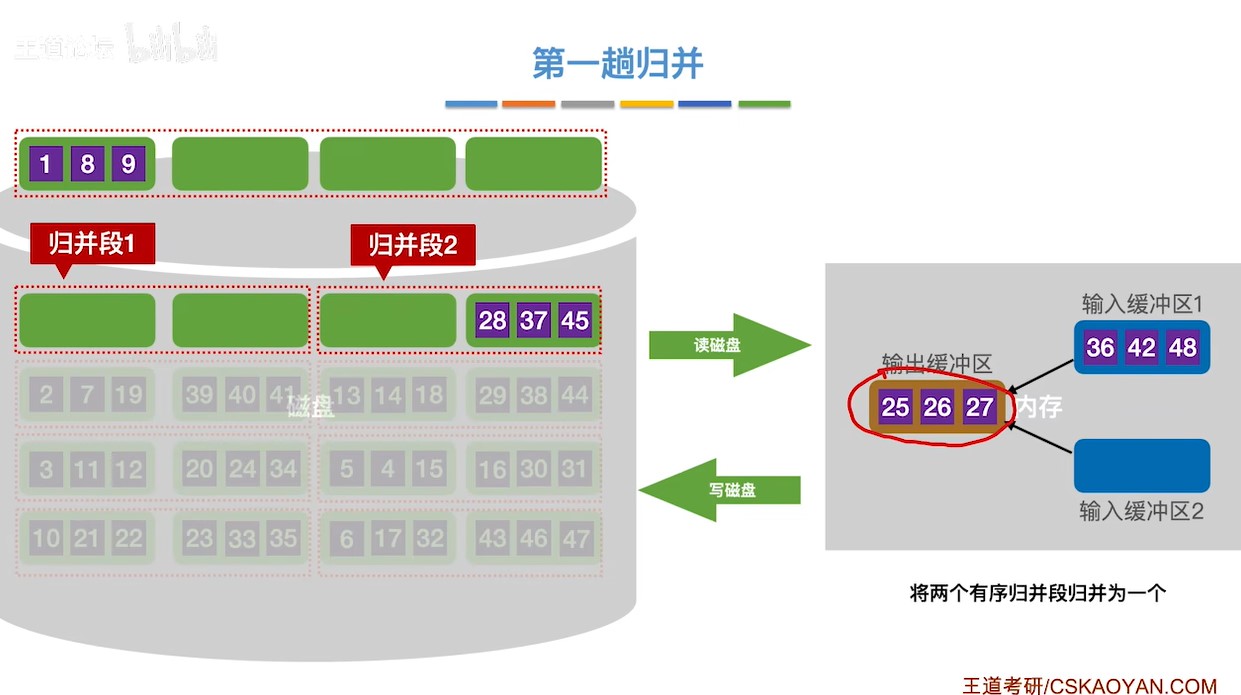 王道论坛 bilibili
第一趟归并
1 8 9
归并段1
归并段2
28 37 45
2 7 19 39 40 41 13 14 18 29 38 44
磁盘
3 11 12 20 24 34 5 4 15 16 30 31
10 21 22 23 33 35 6 17 32 43 46 47
读磁盘
写磁盘
输入缓冲区1
36 42 48
输出缓冲区
25 26 27
内存
输入缓冲区2
将两个有序归并段归并为一个
王道考研/CSKAOYAN.COM